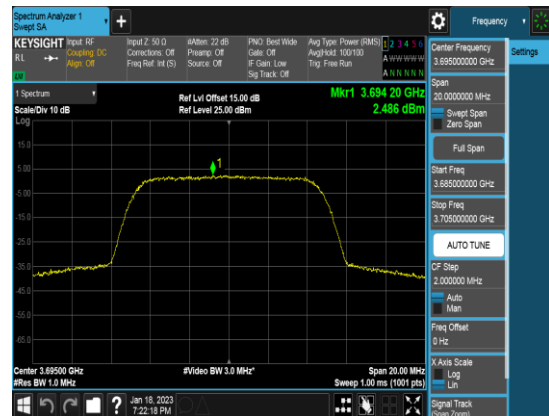 Spectrum Analyzer 1
Swept SA
+
Frequency
KEYSIGHT
RL
Input: RF
Coupling: DC
Align: Off
Input Z: 50 Ω
Corrections: Off
Freq Ref: Int (S)
#Atten: 22 dB
Preamp: Off
Source: Off
PNO: Best Wide
Gate: Off
IF Gain: Low
Sig Track: Off
Avg Type: Power (RMS)
Avg|Hold: 100/100
Trig: Free Run
1 2 3 4 5 6
A W W W W W
A N N N N N
1 Spectrum
Scale/Div 10 dB
Log
Ref Lvl Offset 15.00 dB
Ref Level 25.00 dBm
Mkr1 3.694 20 GHz
2.486 dBm
15.0
5.00
-5.00
-15.0
-25.0
-35.0
-45.0
-55.0
-65.0
1
Center 3.69500 GHz
#Res BW 1.0 MHz
#Video BW 3.0 MHz*
Span 20.00 MHz
Sweep 1.00 ms (1001 pts)
Jan 18, 2023
7:22:18 PM
?
Center Frequency
3.695000000 GHz
Span
20.0000000 MHz
Swept Span
Zero Span
Full Span
Start Freq
3.685000000 GHz
Stop Freq
3.705000000 GHz
AUTO TUNE
CF Step
2.000000 MHz
Auto
Man
Freq Offset
0 Hz
X Axis Scale
Log
Lin
Signal Track
(Span Zoom)
Settings